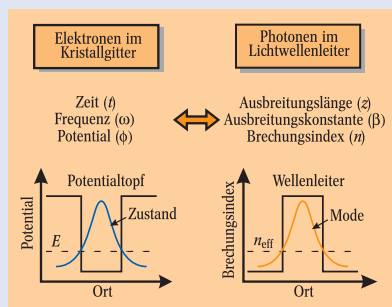 Elektronen im
Kristallgitter
Photonen im
Lichtwellenleiter
Zeit (t)
Frequenz (ω)
Potential (ϕ)
Ausbreitungslänge (z)
Ausbreitungskonstante (β)
Brechungsindex (n)
Potentialtopf
Zustand
E
Potential
Ort
Wellenleiter
Mode
neff
Brechungsindex
Ort